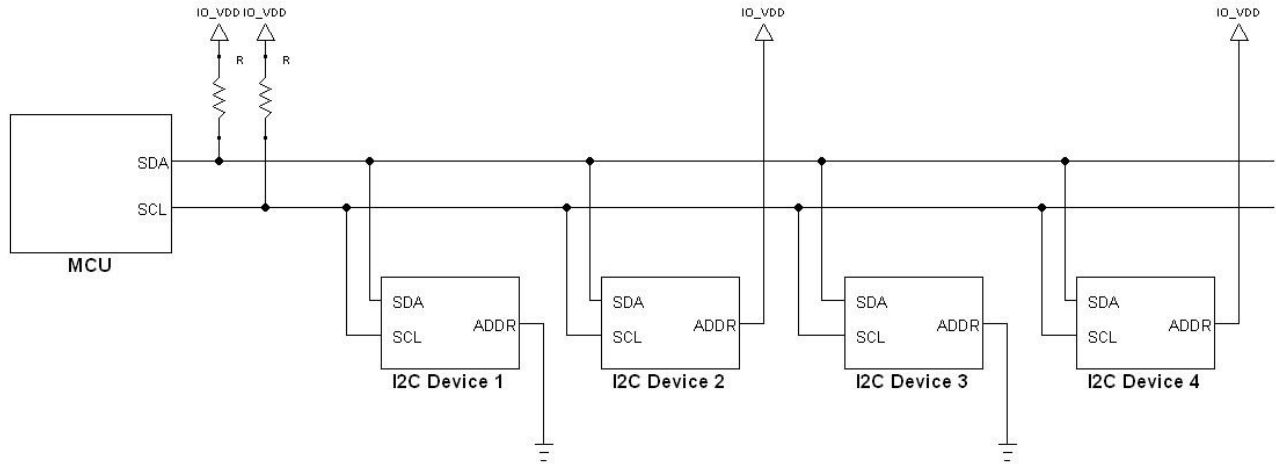 IO_VDD IO_VDD IO_VDD IO_VDD
R R
SDA
SCL
MCU
SDA SDA SDA SDA
ADDR ADDR ADDR ADDR
SCL SCL SCL SCL
I2C Device 1 I2C Device 2 I2C Device 3 I2C Device 4